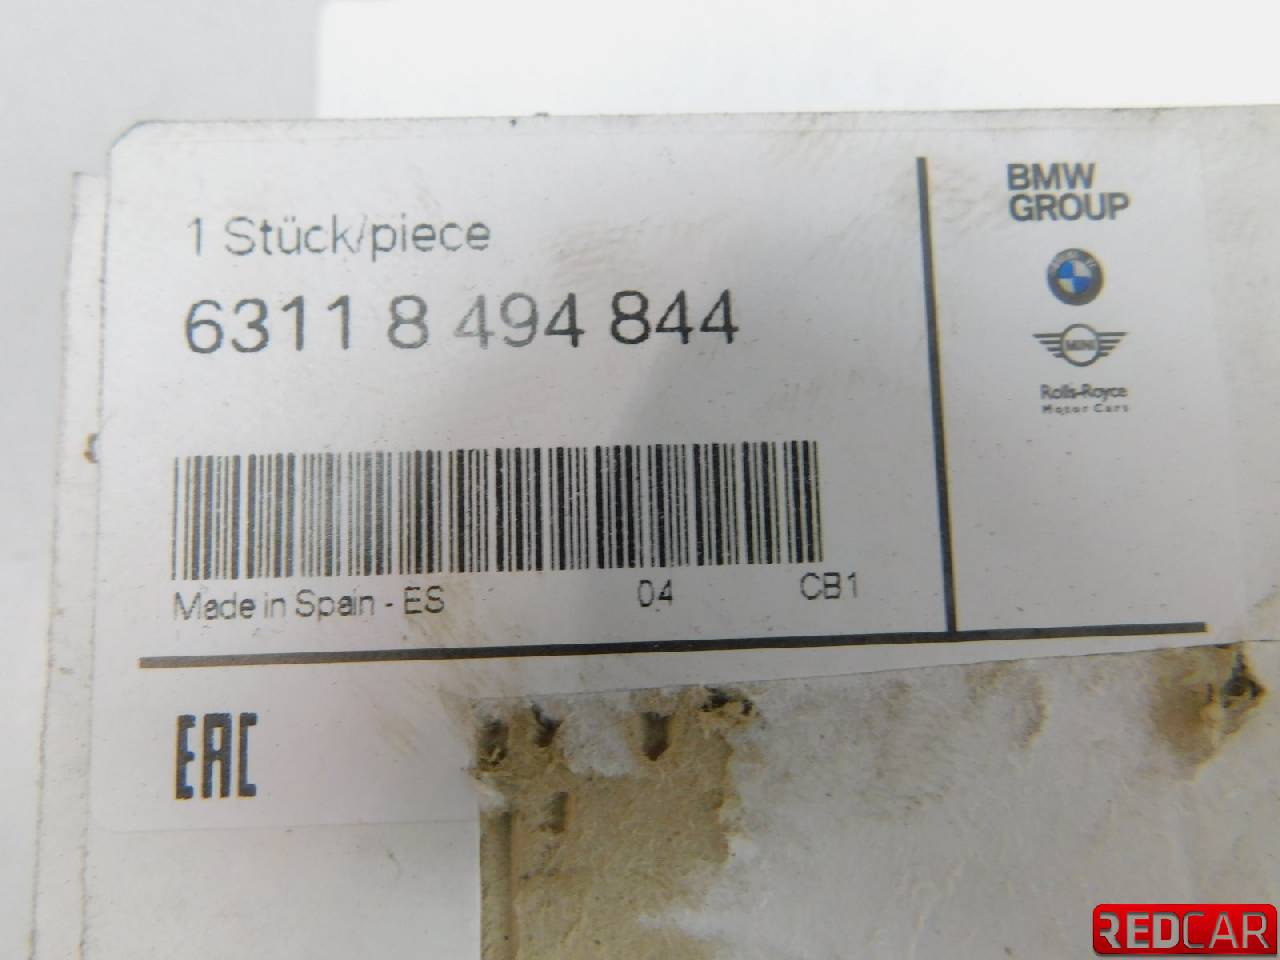 1 Stück/piece
6311 8 494 844
Made in Spain - ES 04 CB1
EAC
BMW
GROUP
MINI
Rolls-Royce
Motor Cars
REDCAR